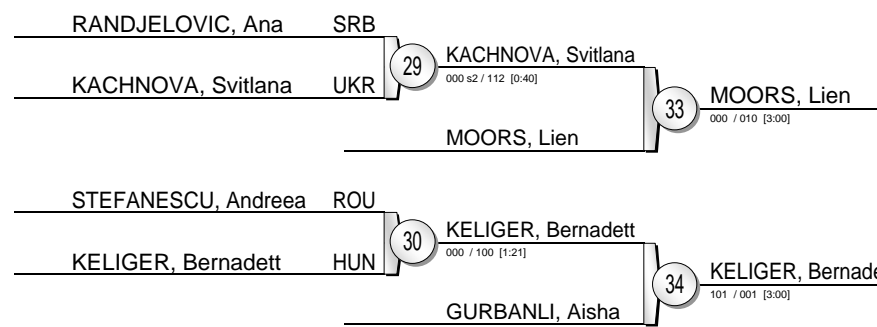 RANDJELOVIC, Ana SRB
29
KACHNOVA, Svitlana
000 s2 / 112 [0:40]
KACHNOVA, Svitlana UKR
33
MOORS, Lien
000 / 010 [3:00]
MOORS, Lien
STEFANESCU, Andreea ROU
30
KELIGER, Bernadett
000 / 100 [1:21]
KELIGER, Bernadett HUN
34
KELIGER, Bernade
101 / 001 [3:00]
GURBANLI, Aisha